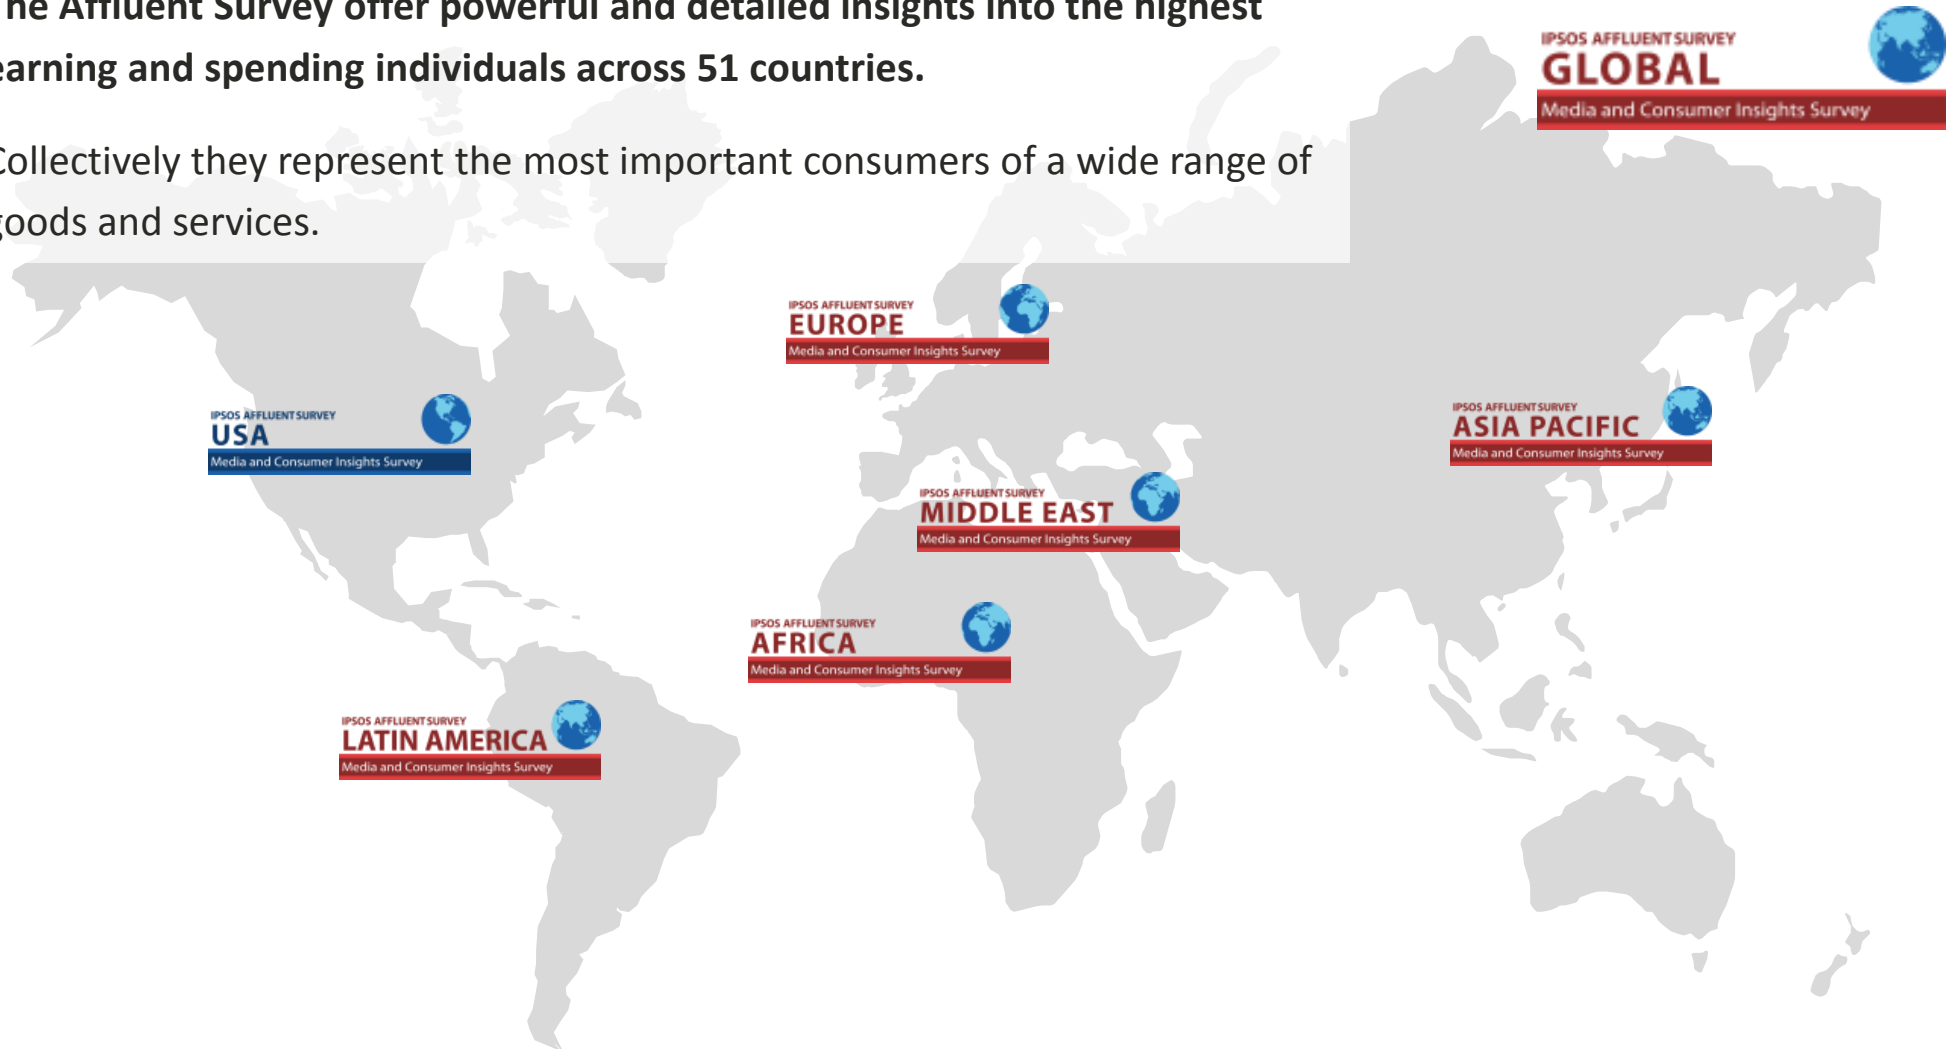 The Affluent Survey offer powerful and detailed insights into the highest
earning and spending individuals across 51 countries.
Collectively they represent the most important consumers of a wide range of
goods and services.
IPSOS AFFLUENT SURVEY
GLOBAL
Media and Consumer Insights Survey
IPSOS AFFLUENT SURVEY
EUROPE
Media and Consumer Insights Survey
IPSOS AFFLUENT SURVEY
USA
Media and Consumer Insights Survey
IPSOS AFFLUENT SURVEY
ASIA PACIFIC
Media and Consumer Insights Survey
IPSOS AFFLUENT SURVEY
MIDDLE EAST
Media and Consumer Insights Survey
IPSOS AFFLUENT SURVEY
AFRICA
Media and Consumer Insights Survey
IPSOS AFFLUENT SURVEY
LATIN AMERICA
Media and Consumer Insights Survey